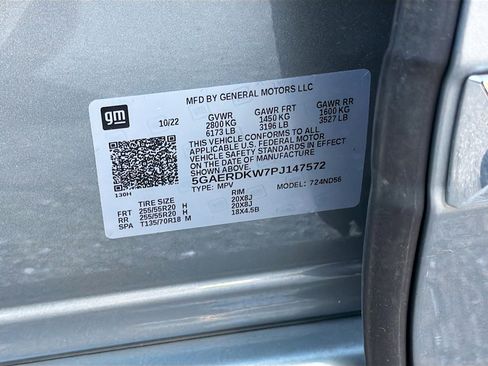 MFD BY GENERAL MOTORS LLC
gm
10/22 GVWR GAWR FRT GAWR RR
2800 KG 1450 KG 1600 KG
6173 LB 3196 LB 3527 LB
THIS VEHICLE CONFORMS TO ALL
APPLICABLE U.S. FEDERAL MOTOR
VEHICLE SAFETY STANDARDS IN
EFFECT ON THE DATE OF MANUFACTURE
SHOWN ABOVE.
5GAERDKW7PJ147572
130H TYPE: MPV MODEL: 724ND56
TIRE SIZE RIM
FRT 255/55R20 H 20X8J
RR 255/55R20 H 20X8J
SPA T135/70R18 M 18X4.5B